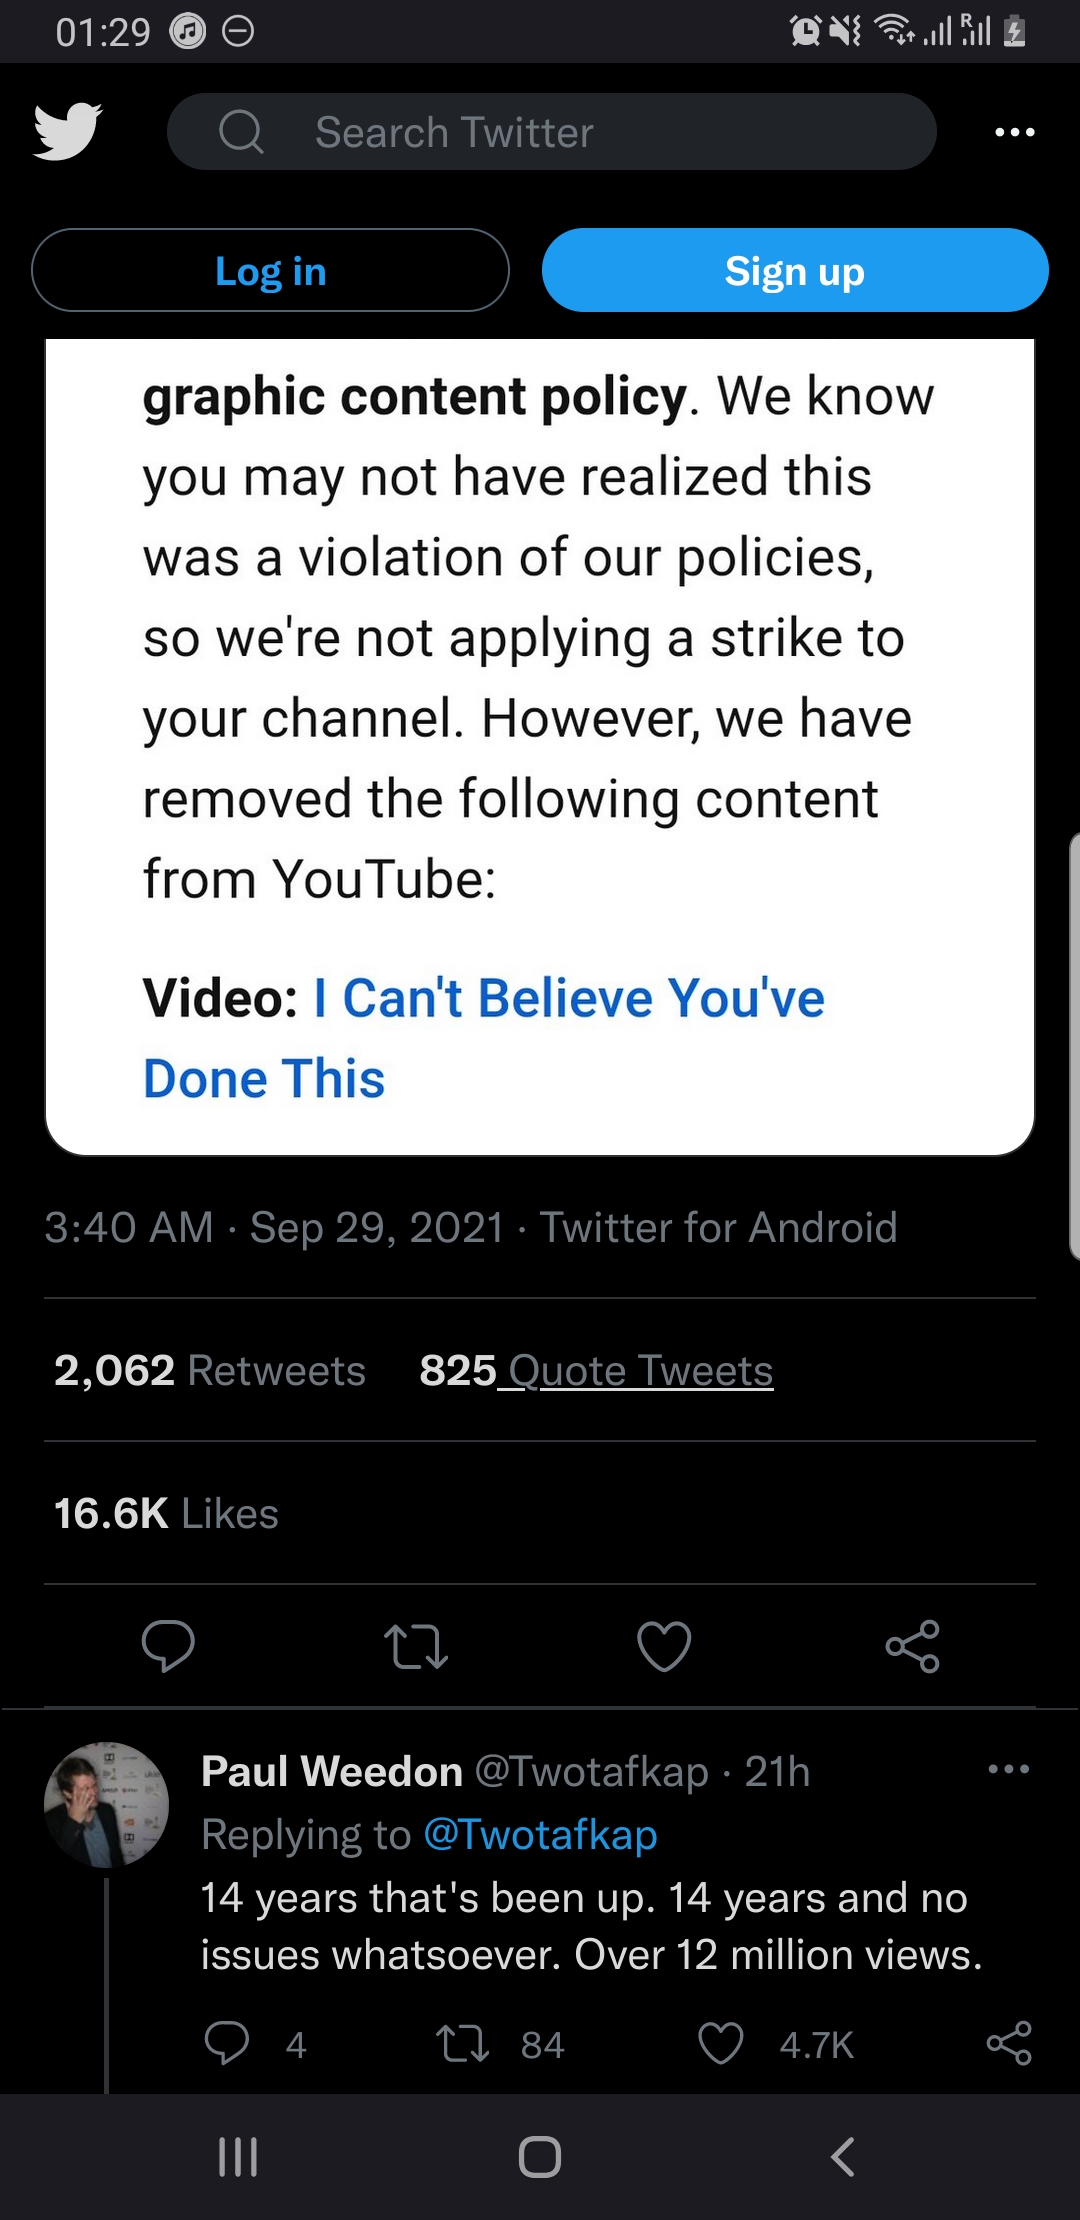 01:29
R
Search Twitter
Log in
Sign up
graphic content policy. We know
you may not have realized this
was a violation of our policies,
so we're not applying a strike to
your channel. However, we have
removed the following content
from YouTube:
Video: I Can't Believe You've
Done This
3:40 AM · Sep 29, 2021 · Twitter for Android
2,062 Retweets 825 Quote Tweets
16.6K Likes
Paul Weedon @Twotafkap · 21h
Replying to @Twotafkap
14 years that's been up. 14 years and no
issues whatsoever. Over 12 million views.
4 84 4.7K